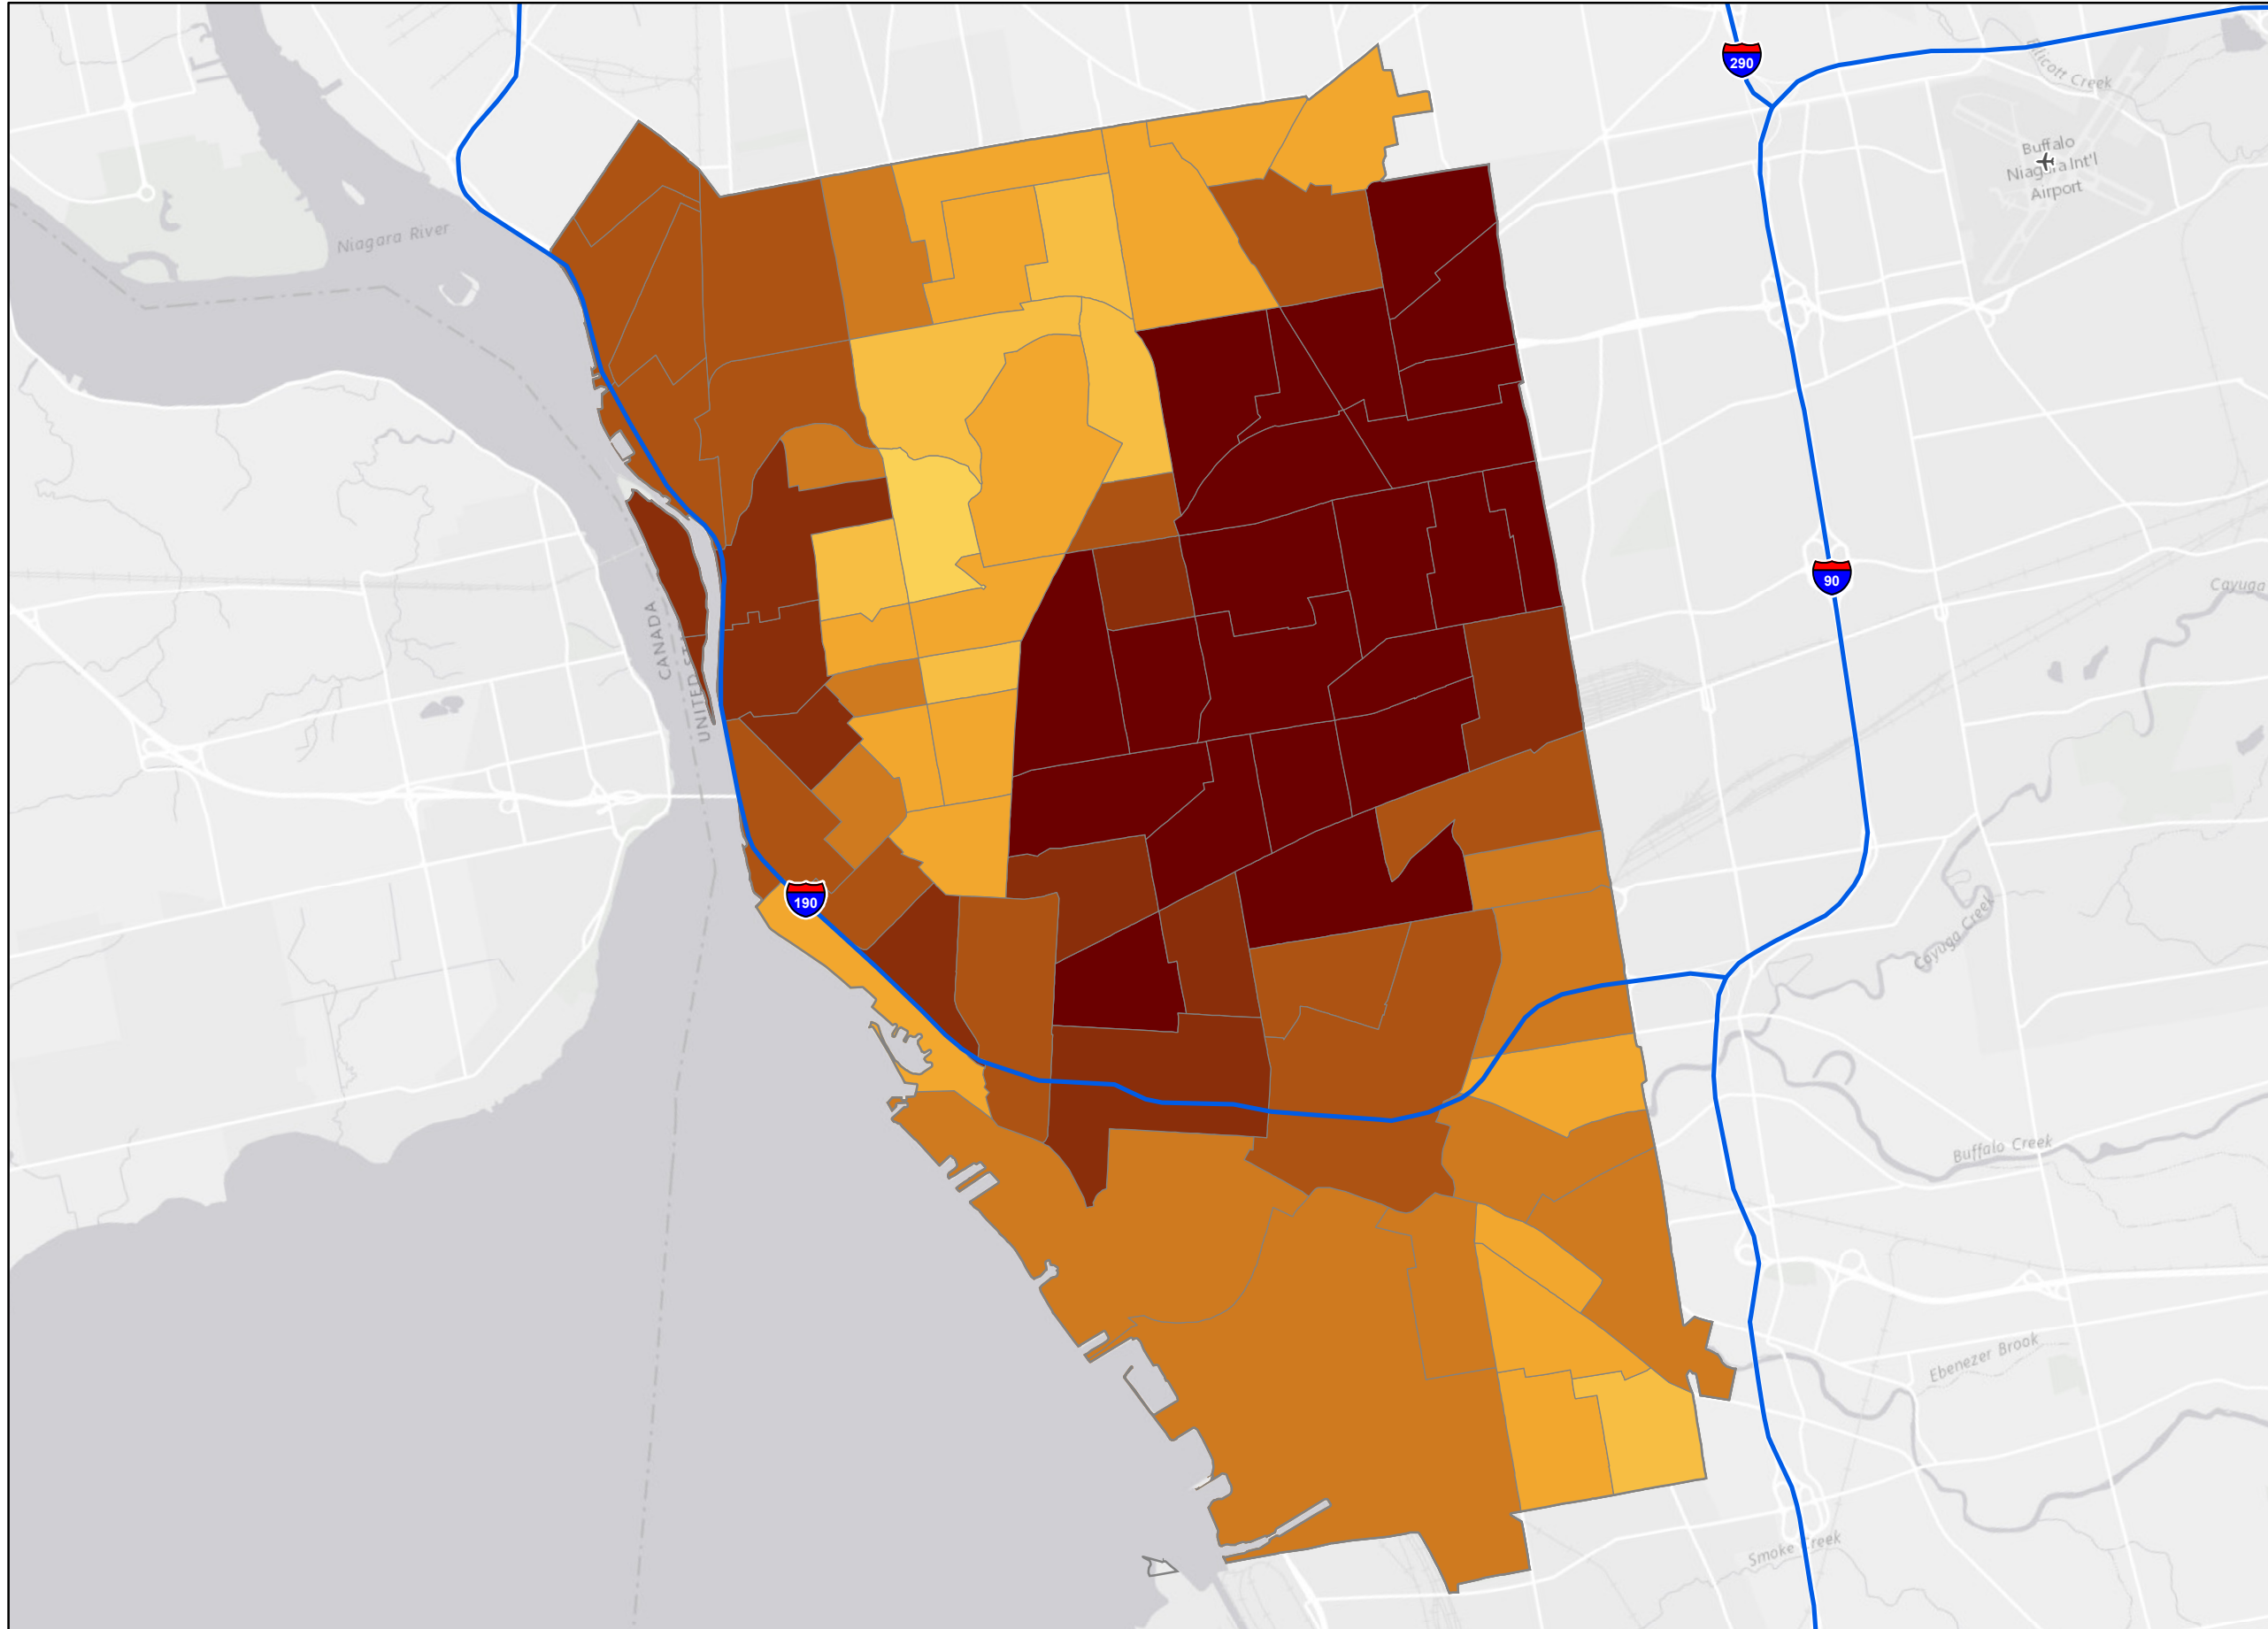 290
Ellicott Creek
Buffalo
Niagara Int'l
Airport
Niagara River
90
Cayuga
CANADA
190
Cayuga Creek
Buffalo Creek
Ebenezer Brook
Smoke Creek